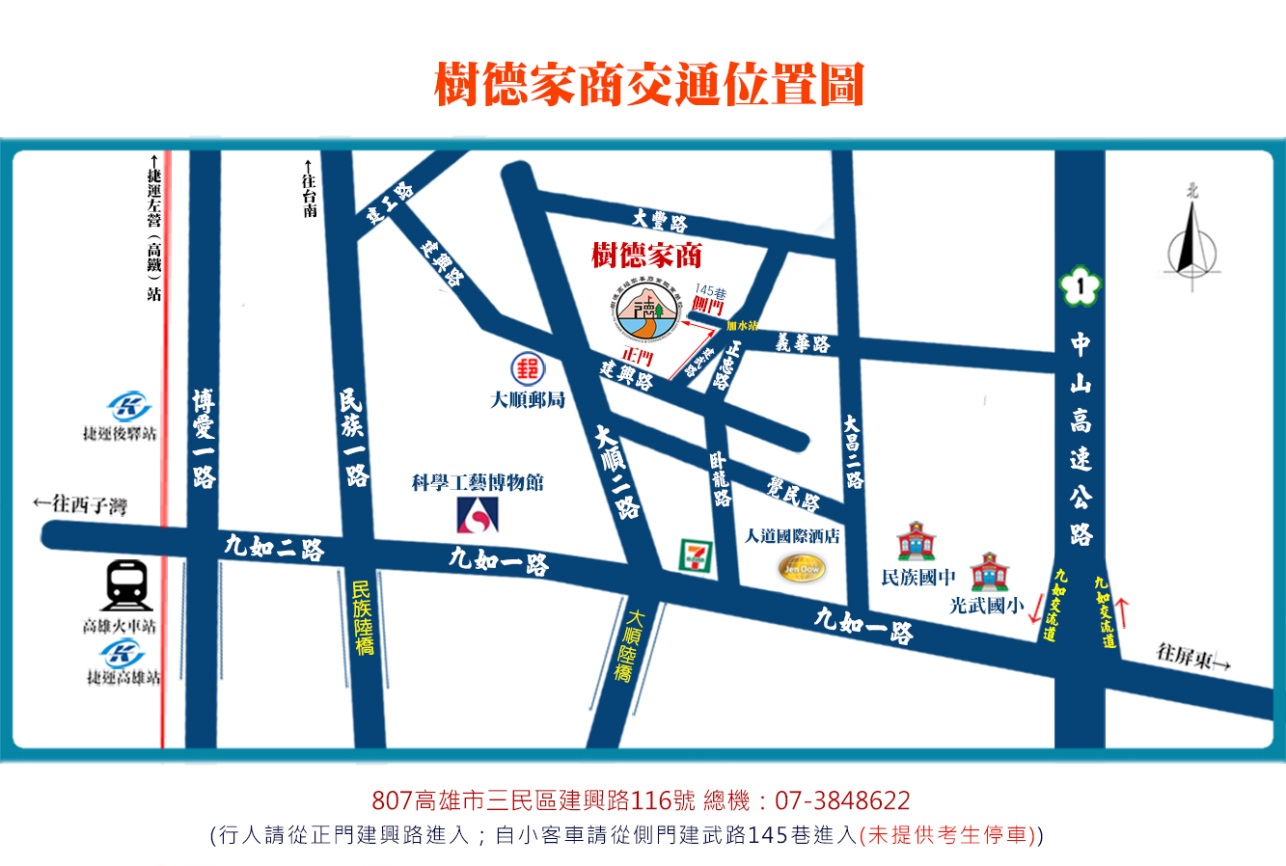 樹德家商交通位置圖
←捷運左營（高鐵）站
←往台南
建工路
建興路
大豐路
樹德家商
德
145巷
側門
加水站
正門
建興路
建武路
正忠路
義華路
北
1
中山高速公路
郵
大順郵局
博愛一路
民族一路
大順二路
大昌二路
臥龍路
覺民路
捷運後驛站
科學工藝博物館
←往西子灣
九如二路
九如一路
7
ELEVEN
人道國際酒店
Jen Dow
民族國中
光武國小
九如交流道
九如交流道
高雄火車站
捷運高雄站
民族陸橋
大順陸橋
九如一路
往屏東→
807高雄市三民區建興路116號 總機：07-3848622
(行人請從正門建興路進入；自小客車請從側門建武路145巷進入(未提供考生停車))